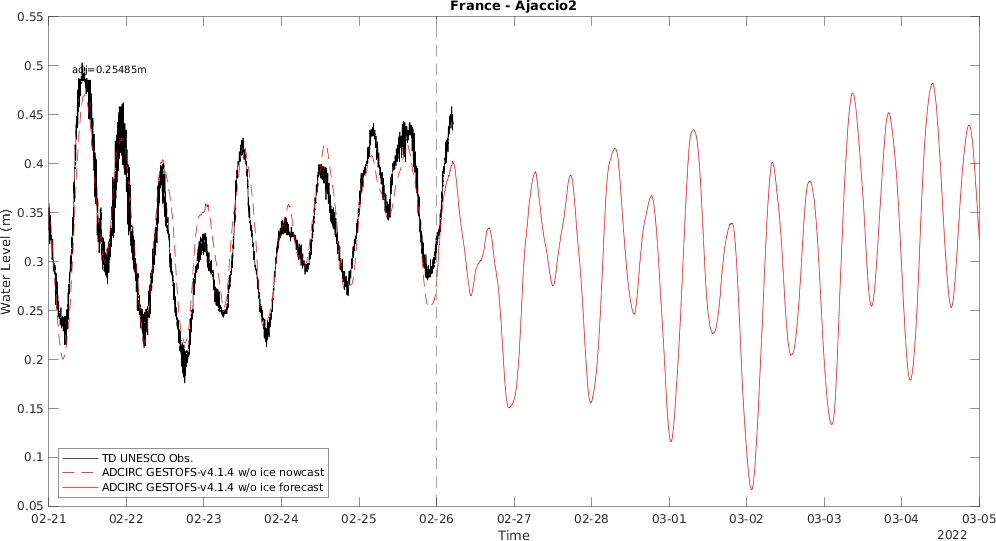 France - Ajaccio2
0.55
0.5
0.45
0.4
0.35
0.3
0.25
0.2
0.15
0.1
0.05
Water Level (m)
adj=0.25485m
TD UNESCO Obs.
ADCIRC GESTOFS-v4.1.4 w/o ice nowcast
ADCIRC GESTOFS-v4.1.4 w/o ice forecast
02-21 02-22 02-23 02-24 02-25 02-26 02-27 02-28 03-01 03-02 03-03 03-04 03-05
Time
2022